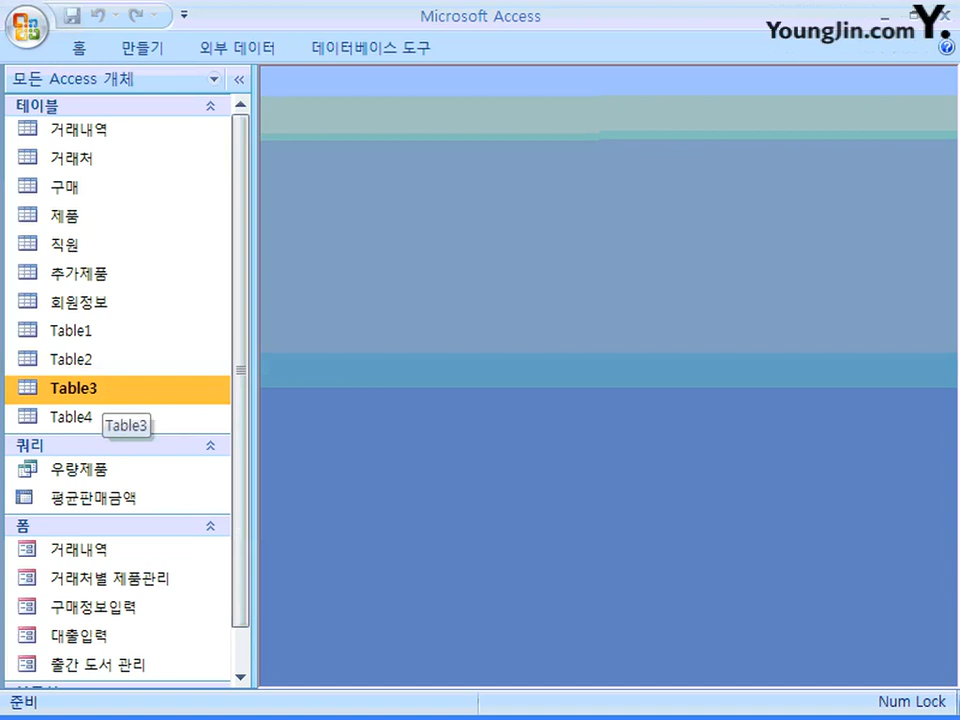 Microsoft Access
YoungJin.com Y.
홈 만들기 외부 데이터 데이터베이스 도구
모든 Access 개체
테이블
거래내역
거래처
구매
제품
직원
추가제품
회원정보
Table1
Table2
Table3
Table4
Table3
쿼리
우량제품
평균판매금액
폼
거래내역
거래처별 제품관리
구매정보입력
대출입력
출간 도서 관리
준비
Num Lock